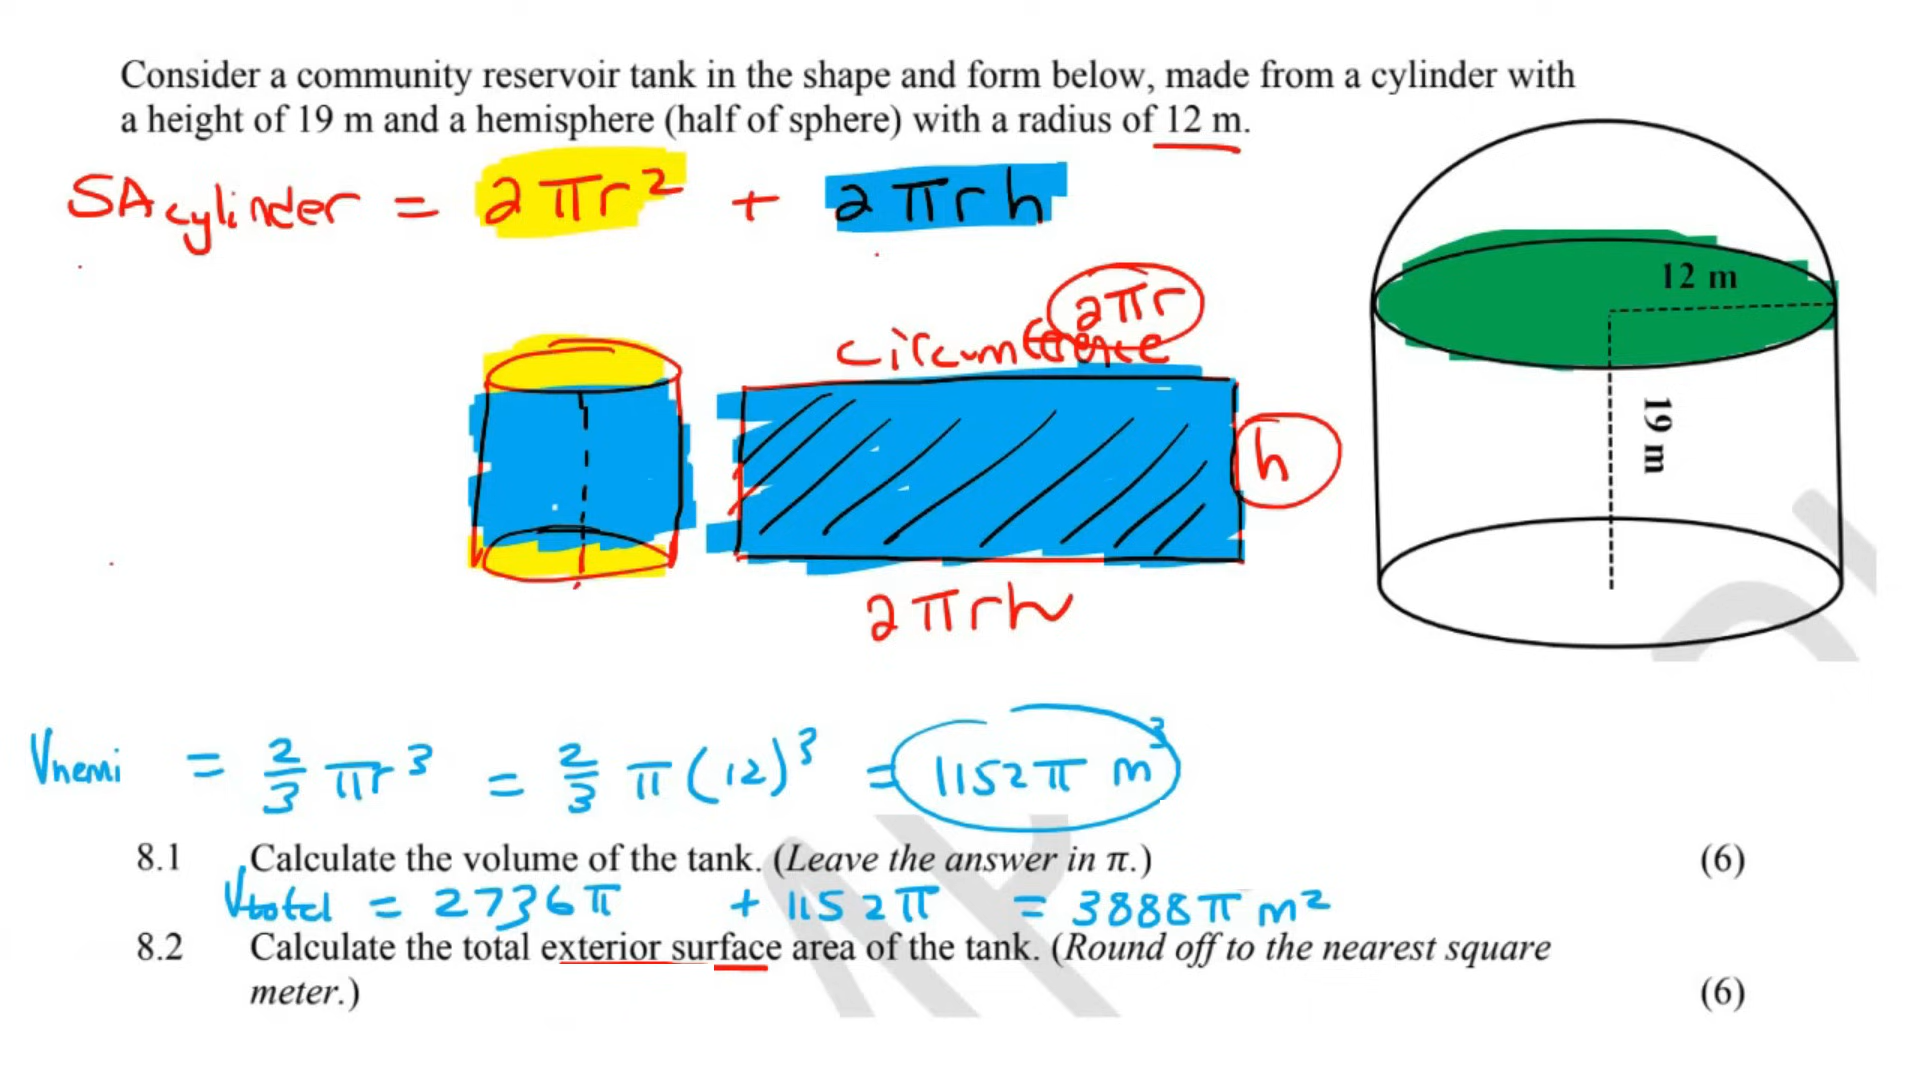 Consider a community reservoir tank in the shape and form below, made from a cylinder with
a height of 19 m and a hemisphere (half of sphere) with a radius of 12 m.
SA cylinder = 2πr² + 2πrh
12 m
2πr
circumference
19 m
h
2πrh
Vhemi = 2/3 πr³ = 2/3 π(12)³ = 1152π m³
8.1 Calculate the volume of the tank. (Leave the answer in π.) (6)
Vtotal = 2736π + 1152π = 3888π m²
8.2 Calculate the total exterior surface area of the tank. (Round off to the nearest square
meter.) (6)